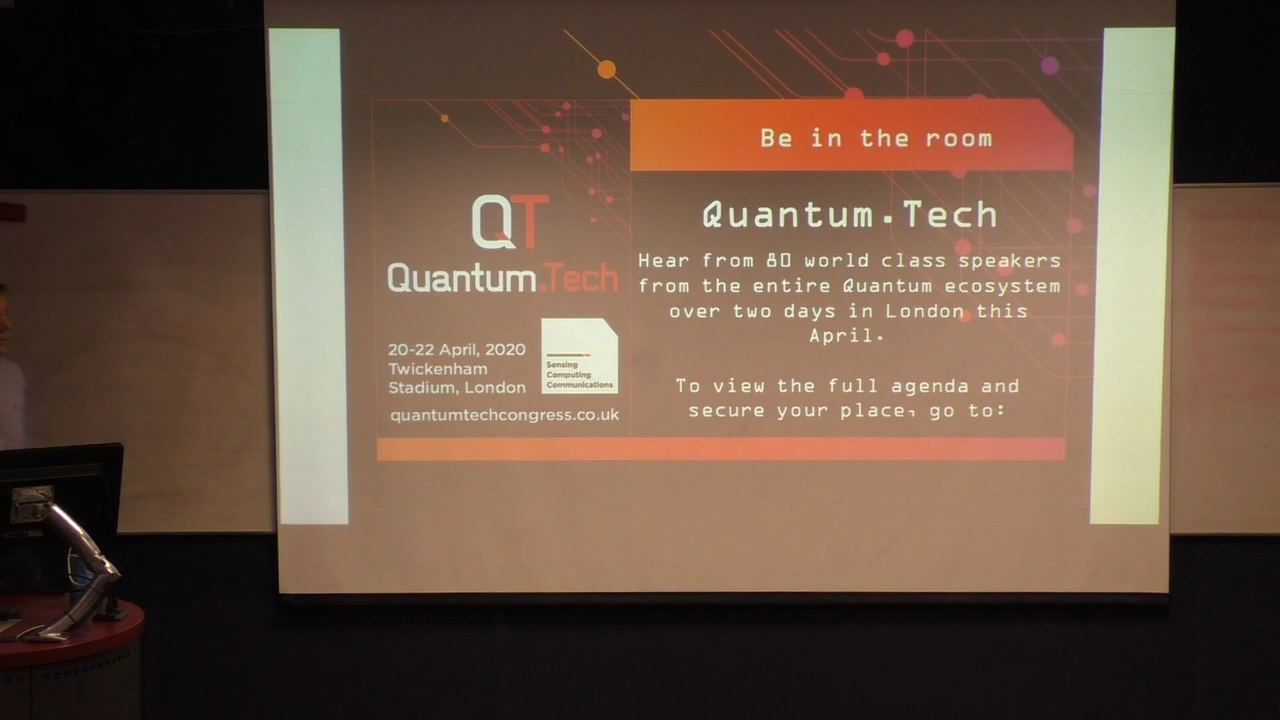 QT
Quantum.Tech
20-22 April, 2020
Twickenham
Stadium, London
Sensing
Computing
Communications
quantumtechcongress.co.uk
Be in the room
Quantum.Tech
Hear from 80 world class speakers
from the entire Quantum ecosystem
over two days in London this
April.
To view the full agenda and
secure your place, go to: